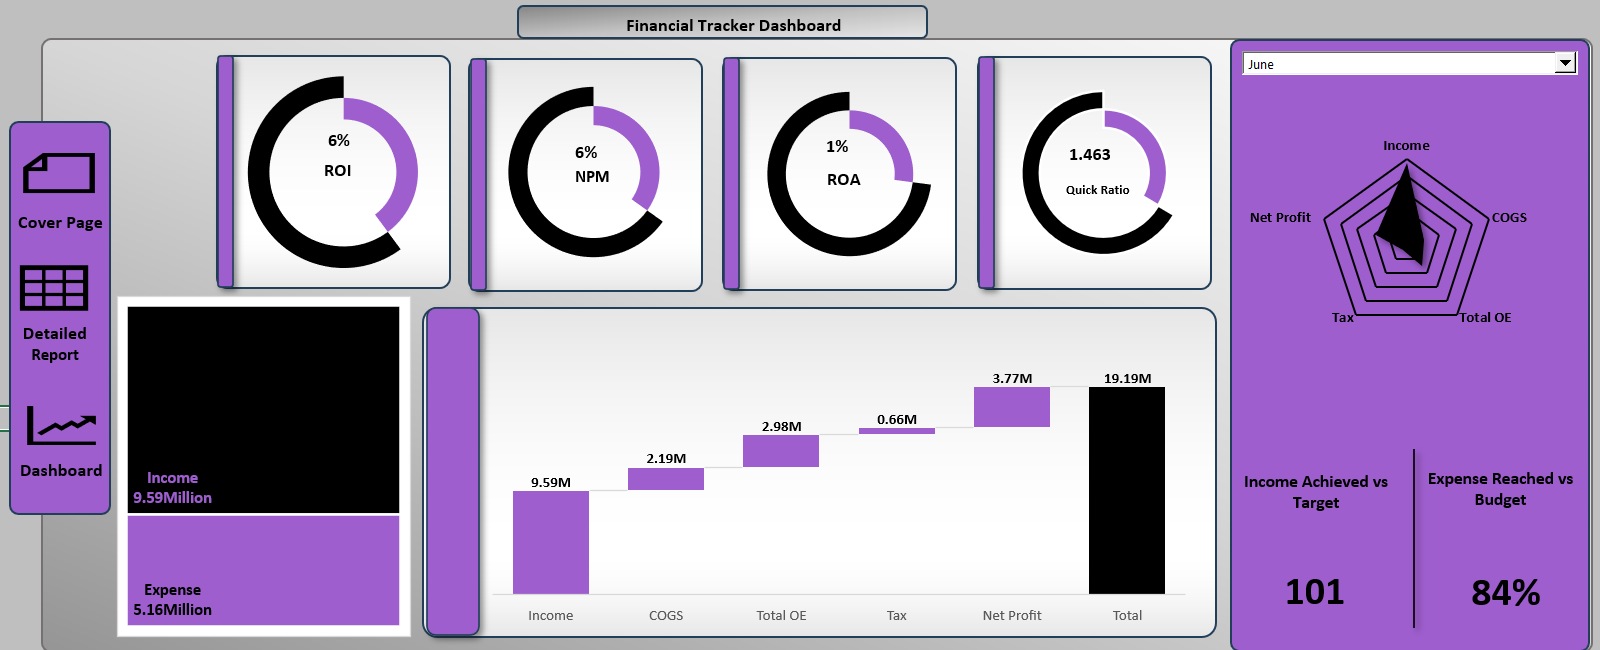 Financial Tracker Dashboard
June
6%
ROI
6%
NPM
1%
ROA
1.463
Quick Ratio
Cover Page
Detailed
Report
Dashboard
Income
9.59Million
Expense
5.16Million
9.59M
2.19M
2.98M
0.66M
3.77M
19.19M
Income
COGS
Total OE
Tax
Net Profit
Total
Income
COGS
Total OE
Tax
Net Profit
Income Achieved vs
Target
101
Expense Reached vs
Budget
84%